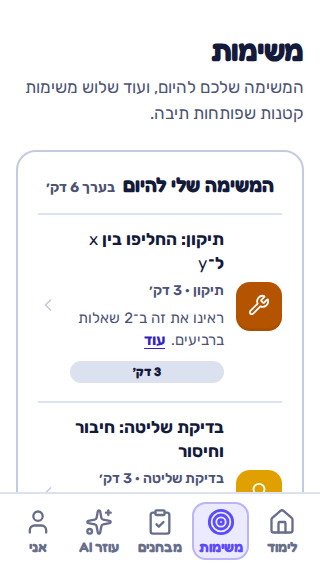 משימות
המשימה שלכם להיום, ועוד שלוש משימות
קטנות שפותחות תיבה.
המשימה שלי להיום בערך 6 דק׳
תיקון: החליפו בין x
ל־y
תיקון • 3 דק׳
ראינו את זה ב־2 שאלות
ברביעים. עוד
3 דק׳
בדיקת שליטה: חיבור
וחיסור
בדיקת שליטה • 3 דק׳
לימוד
משימות
מבחנים
עוזר AI
אני